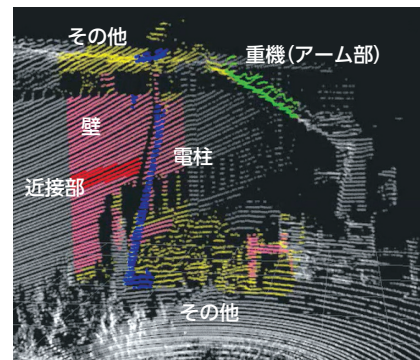 その他
重機(アーム部)
壁
電柱
近接部
その他